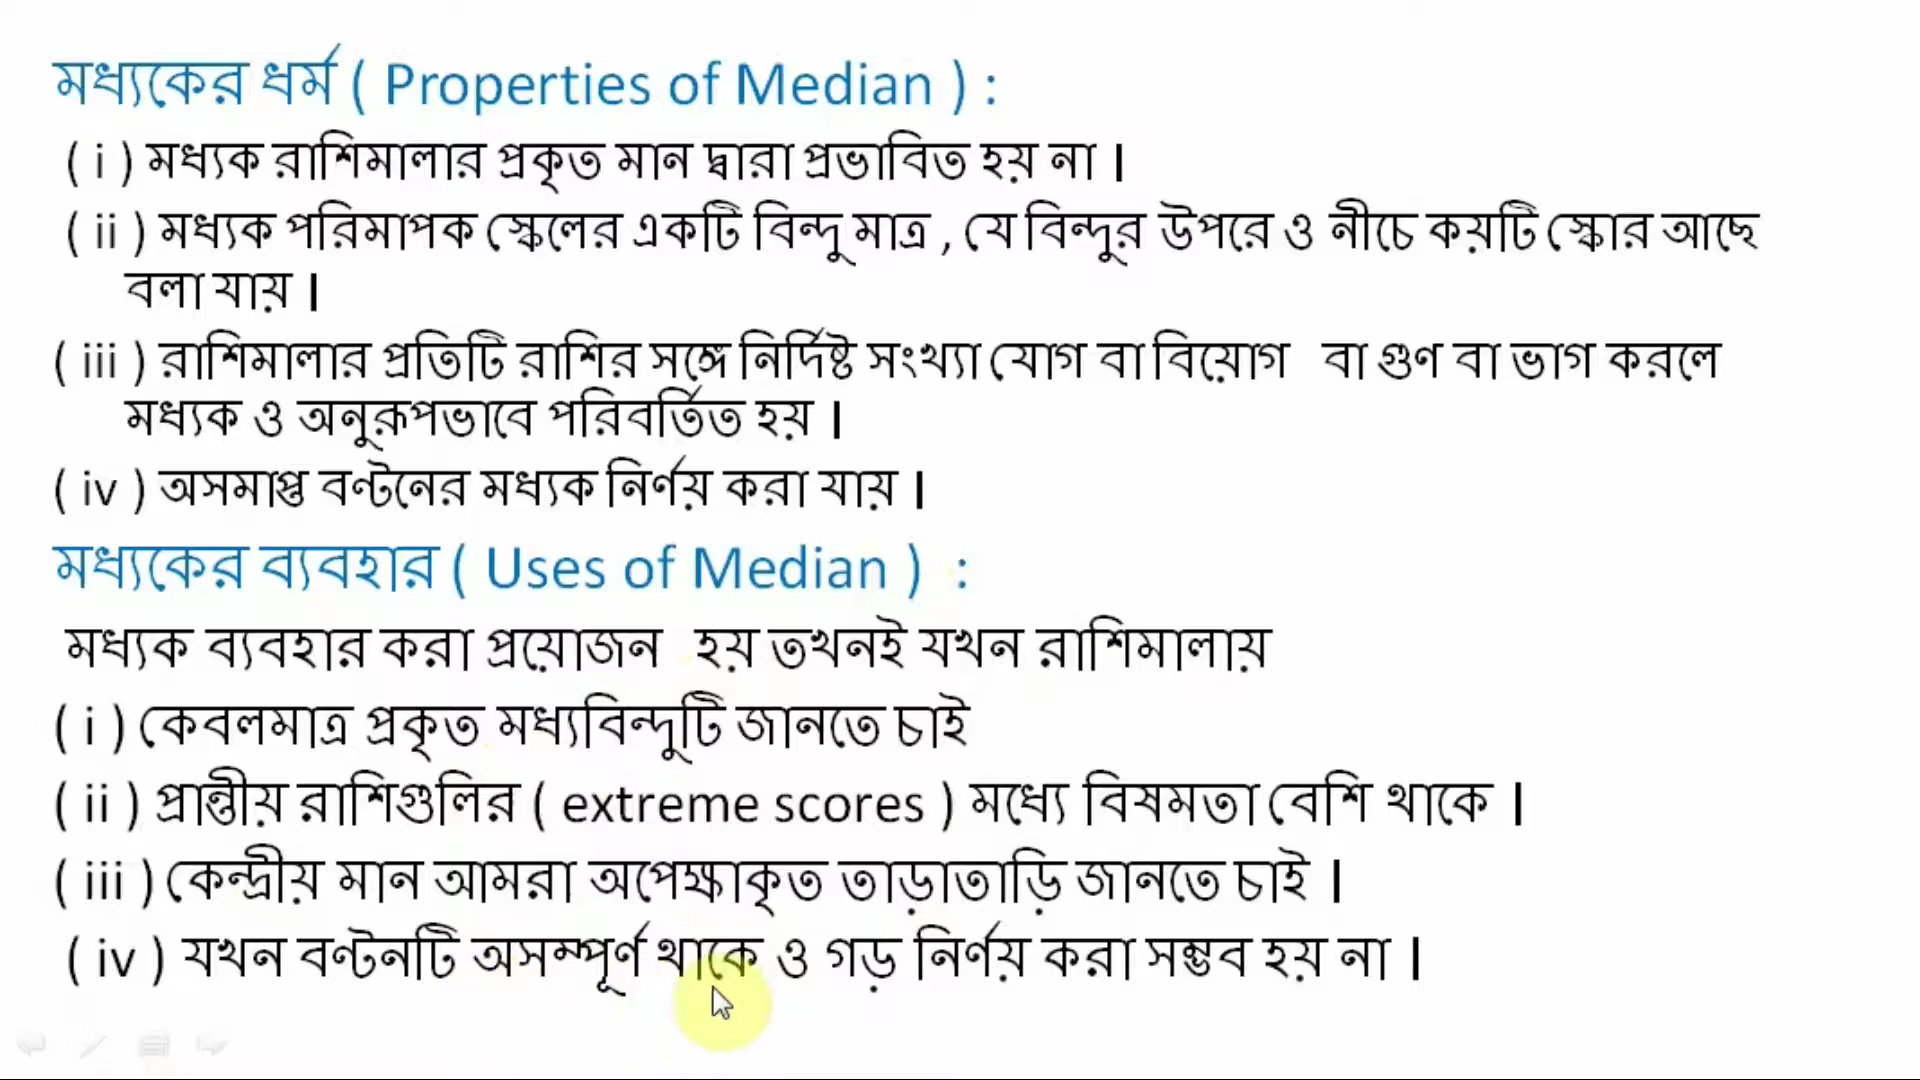 মধ্যকের ধর্ম ( Properties of Median ) :
( i ) মধ্যক রাশিমালার প্রকৃত মান দ্বারা প্রভাবিত হয় না ।
( ii ) মধ্যক পরিমাপক স্কেলের একটি বিন্দু মাত্র , যে বিন্দুর উপরে ও নীচে কয়টি স্কোর আছে
বলা যায় ।
( iii ) রাশিমালার প্রতিটি রাশির সঙ্গে নির্দিষ্ট সংখ্যা যোগ বা বিয়োগ বা গুণ বা ভাগ করলে
মধ্যক ও অনুরূপভাবে পরিবর্তিত হয় ।
( iv ) অসমাপ্ত বণ্টনের মধ্যক নির্ণয় করা যায় ।
মধ্যকের ব্যবহার ( Uses of Median ) :
মধ্যক ব্যবহার করা প্রয়োজন হয় তখনই যখন রাশিমালায়
( i ) কেবলমাত্র প্রকৃত মধ্যবিন্দুটি জানতে চাই
( ii ) প্রান্তীয় রাশিগুলির ( extreme scores ) মধ্যে বিষমতা বেশি থাকে ।
( iii ) কেন্দ্রীয় মান আমরা অপেক্ষাকৃত তাড়াতাড়ি জানতে চাই ।
( iv ) যখন বণ্টনটি অসম্পূর্ণ থাকে ও গড় নির্ণয় করা সম্ভব হয় না ।